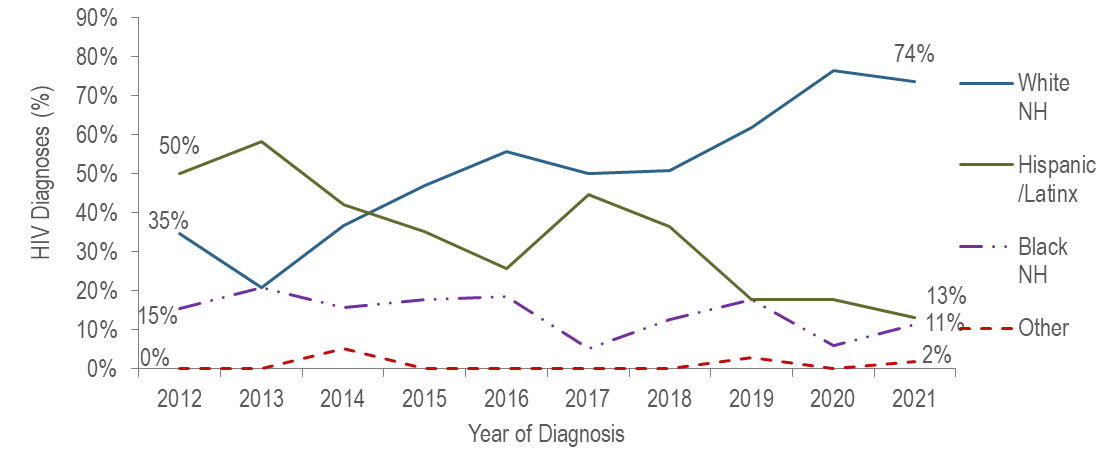 90%
80%
70%
60%
50%
40%
30%
20%
10%
0%
HIV Diagnoses (%)
50%
35%
15%
0%
74%
13%
11%
2%
2012 2013 2014 2015 2016 2017 2018 2019 2020 2021
Year of Diagnosis
White
NH
Hispanic
/Latinx
Black
NH
Other